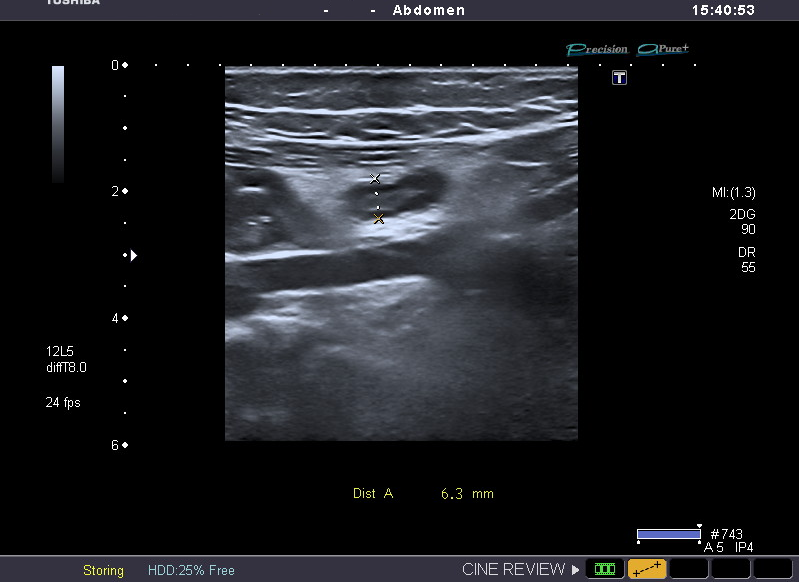 TOSHIBA
- - Abdomen 15:40:53
Precision APure+
0
T
2
MI:(1.3)
2DG
90
DR
55
4
12L5
diffT8.0
24 fps
6
Dist A 6.3 mm
#743
A 5 IP4
Storing HDD:25% Free CINE REVIEW